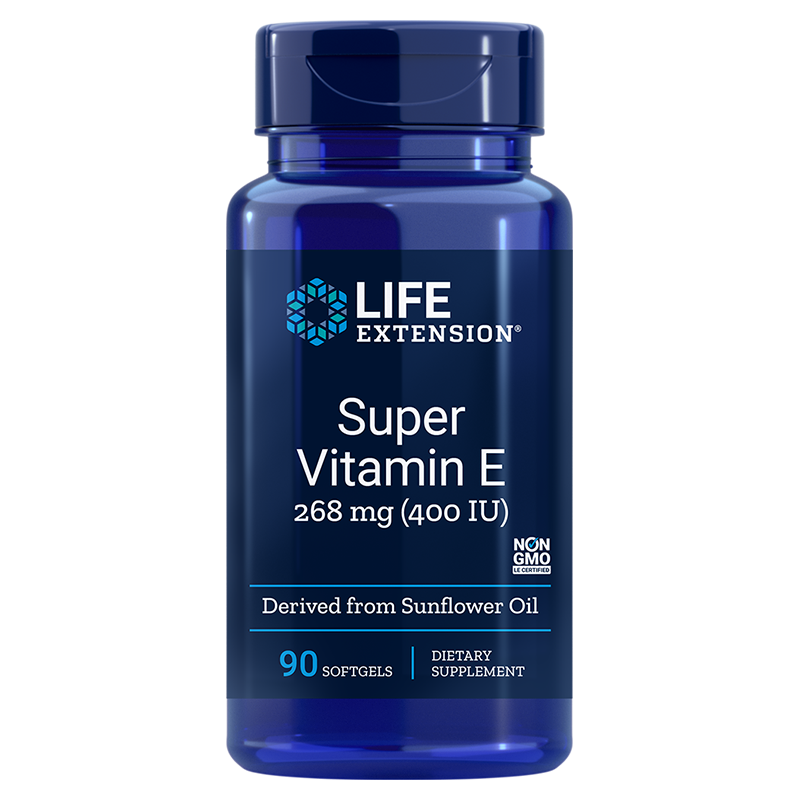 LIFE
EXTENSION®
Super
Vitamin E
268 mg (400 IU)
NON
GMO
LE CERTIFIED
Derived from Sunflower Oil
90 SOFTGELS
DIETARY
SUPPLEMENT